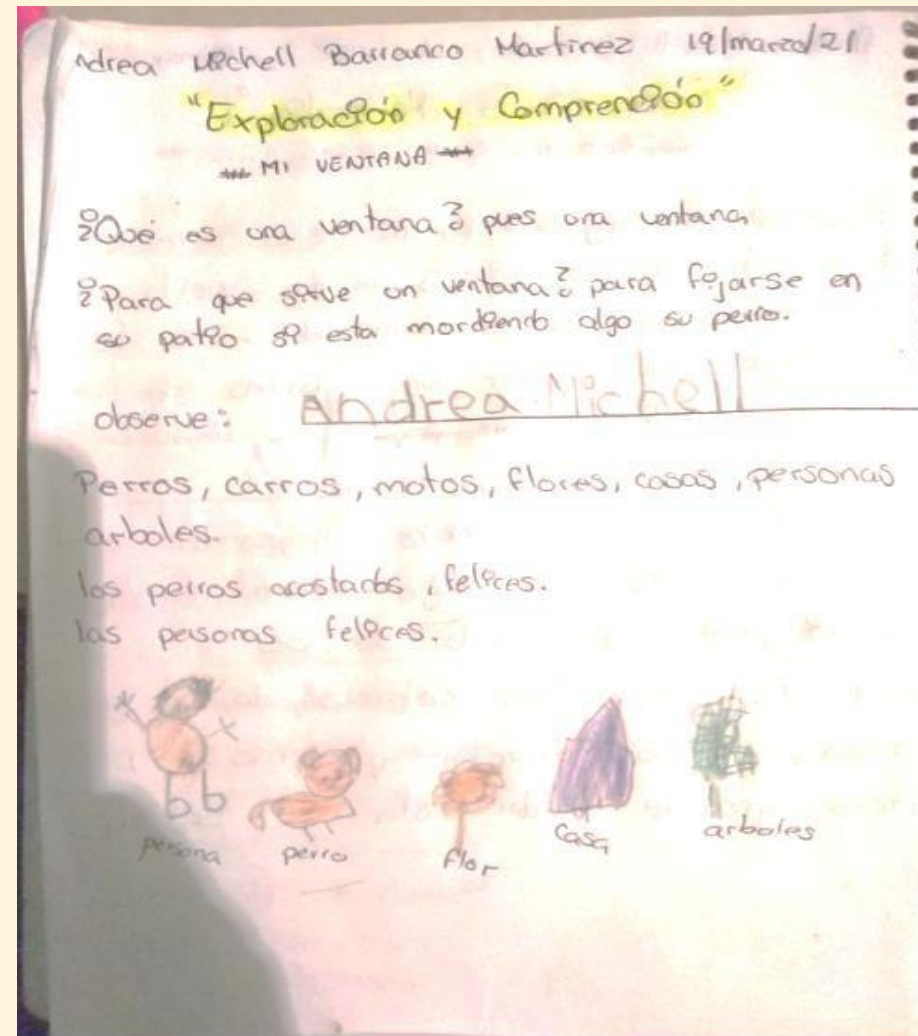 ndrea Michell Barranco Martinez 19/marzo/21
"Exploración y Comprención"
MI VENTANA
¿Qué es una ventana? pues una ventana
¿Para que sirve un ventana? para fijarse en
su patio si esta mordiendo algo su perro.
observe: Andrea Michell
Perros, carros, motos, flores, casas, personas
arboles.
los perros acostados, felices.
las personas felices.
persona perro flor casa arboles